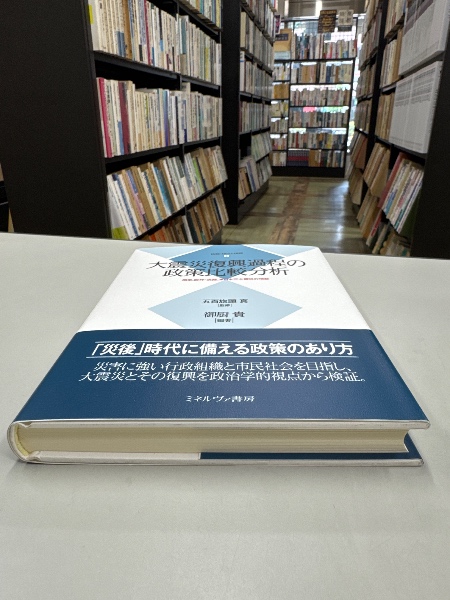 大震災復興過程の
政策比較分析
五百旗頭 真
[監修]
御厨 貴
[編著]
「災後」時代に備える政策のあり方
災害に強い行政組織と市民社会を目指し、
大震災とその復興を政治学的視点から検証。
ミネルヴァ書房